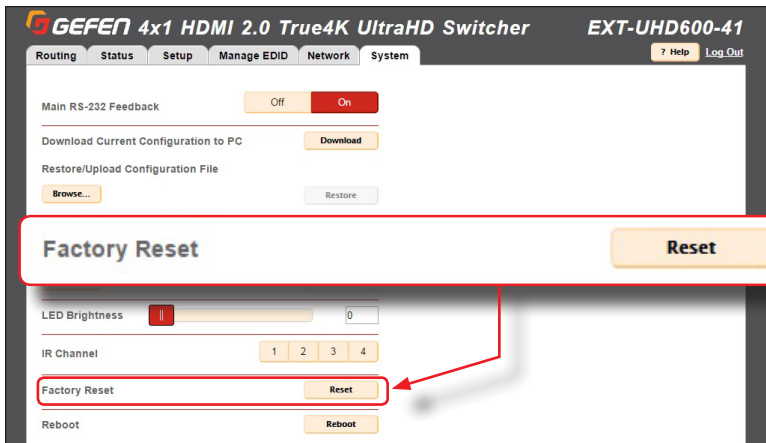 GEFEN 4x1 HDMI 2.0 True4K UltraHD Switcher EXT-UHD600-41
Routing Status Setup Manage EDID Network System ? Help Log Out
Main RS-232 Feedback Off On
Download Current Configuration to PC Download
Restore/Upload Configuration File
Browse... Restore
Factory Reset Reset
LED Brightness 0
IR Channel 1 2 3 4
Factory Reset Reset
Reboot Reboot